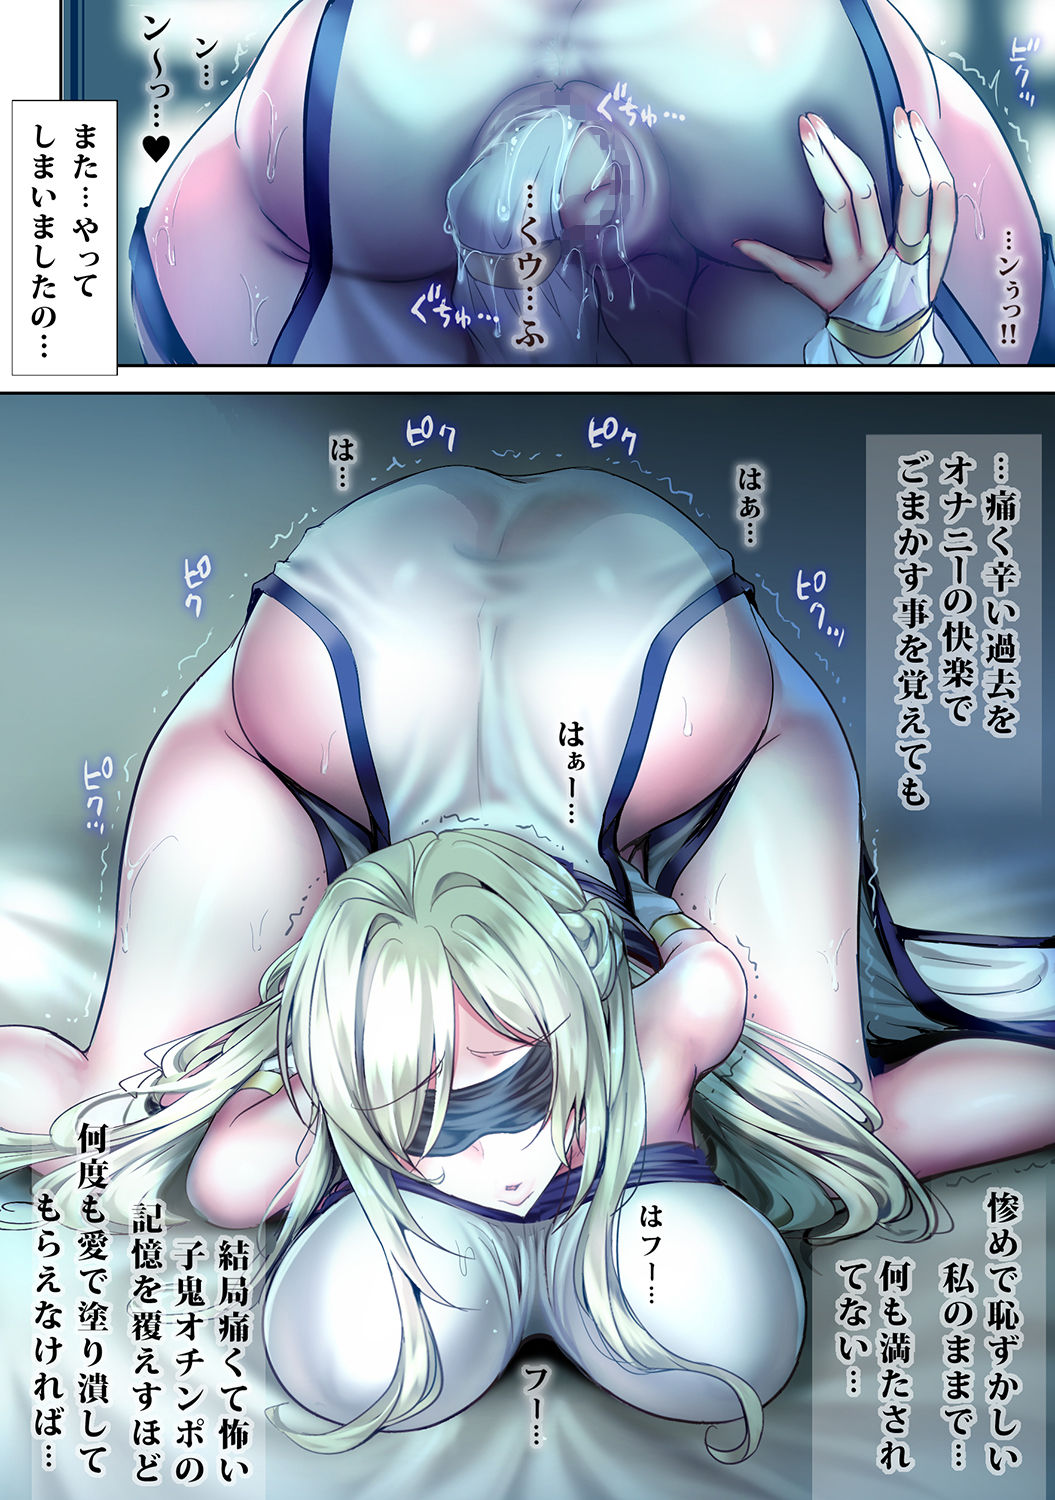 ビクッ
…ンぅっ!!
ぐちゅ…
…くウ…ふ
ぐちゅ…
ン…
ン～っ…♥
また…やって
しまいましたの…
…痛く辛い過去を
オナニーの快楽で
ごまかす事を覚えても
はぁ…
ピク
ピク
は…
ピクッ
ピク
はぁー…
ピクッ
惨めで恥ずかしい
私のままで…
何も満たされ
てない…
はフー…
フー…
結局痛くて怖い
子鬼オチンポの
記憶を覆えすほど
何度も愛で塗り潰して
もらえなければ…